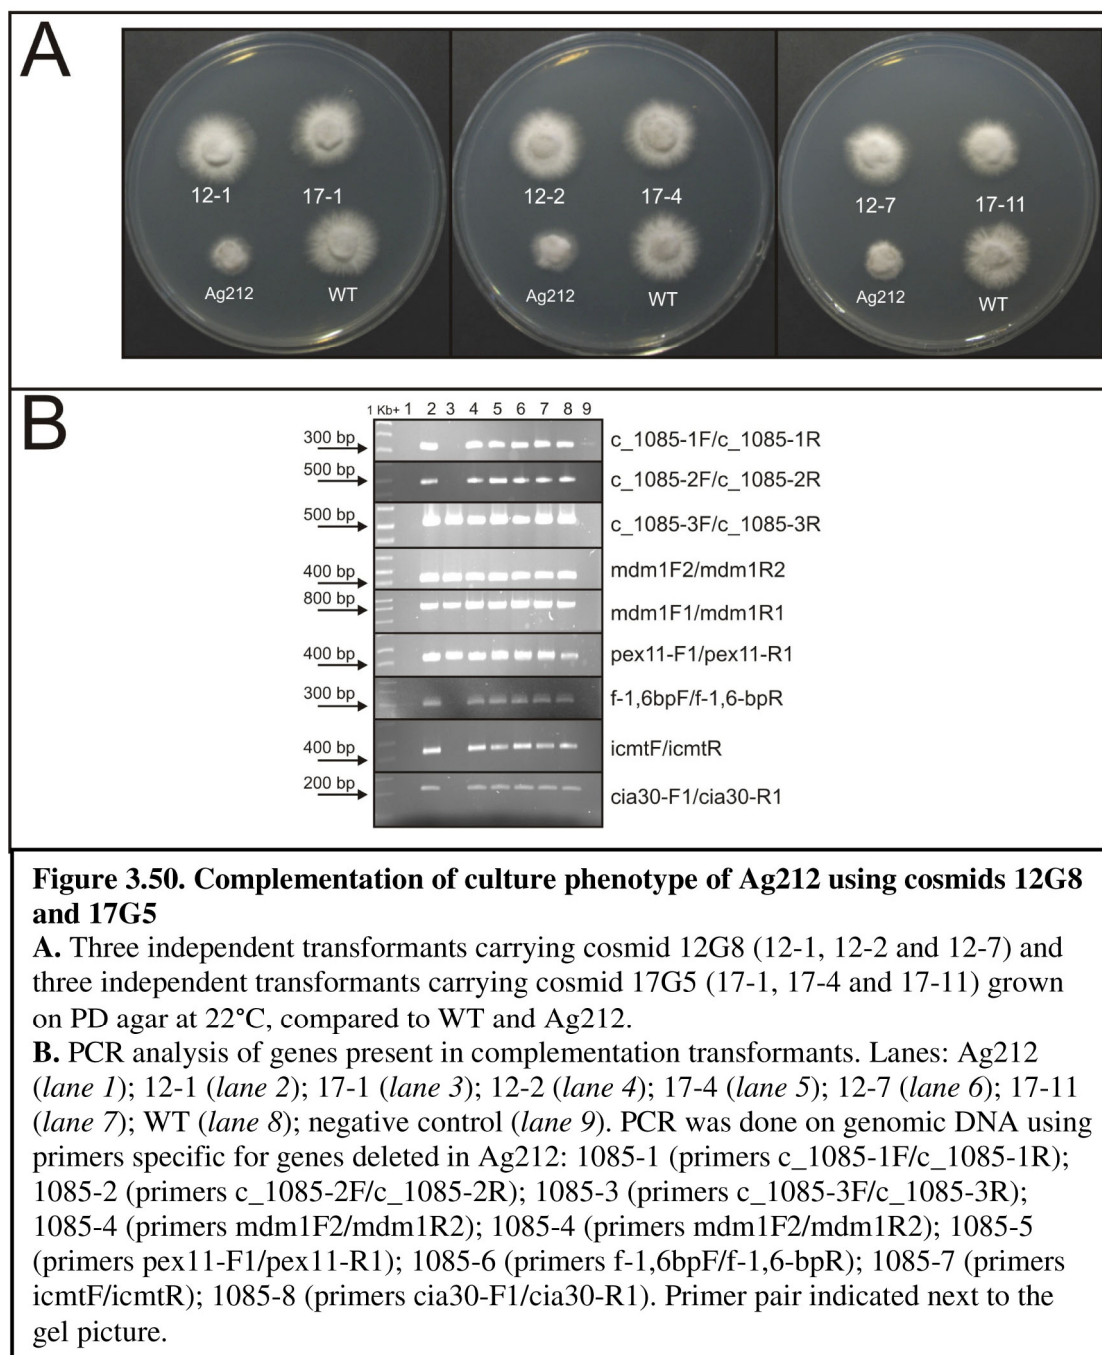 A
12-1
17-1
Ag212
WT
12-2
17-4
Ag212
WT
12-7
17-11
Ag212
WT
B
1 Kb+ 1 2 3 4 5 6 7 8 9
300 bp
c_1085-1F/c_1085-1R
500 bp
c_1085-2F/c_1085-2R
500 bp
c_1085-3F/c_1085-3R
400 bp
mdm1F2/mdm1R2
800 bp
mdm1F1/mdm1R1
400 bp
pex11-F1/pex11-R1
300 bp
f-1,6bpF/f-1,6-bpR
400 bp
icmtF/icmtR
200 bp
cia30-F1/cia30-R1
Figure 3.50. Complementation of culture phenotype of Ag212 using cosmids 12G8
and 17G5
A. Three independent transformants carrying cosmid 12G8 (12-1, 12-2 and 12-7) and
three independent transformants carrying cosmid 17G5 (17-1, 17-4 and 17-11) grown
on PD agar at 22°C, compared to WT and Ag212.
B. PCR analysis of genes present in complementation transformants. Lanes: Ag212
(lane 1); 12-1 (lane 2); 17-1 (lane 3); 12-2 (lane 4); 17-4 (lane 5); 12-7 (lane 6); 17-11
(lane 7); WT (lane 8); negative control (lane 9). PCR was done on genomic DNA using
primers specific for genes deleted in Ag212: 1085-1 (primers c_1085-1F/c_1085-1R);
1085-2 (primers c_1085-2F/c_1085-2R); 1085-3 (primers c_1085-3F/c_1085-3R);
1085-4 (primers mdm1F2/mdm1R2); 1085-4 (primers mdm1F2/mdm1R2); 1085-5
(primers pex11-F1/pex11-R1); 1085-6 (primers f-1,6bpF/f-1,6-bpR); 1085-7 (primers
icmtF/icmtR); 1085-8 (primers cia30-F1/cia30-R1). Primer pair indicated next to the
gel picture.